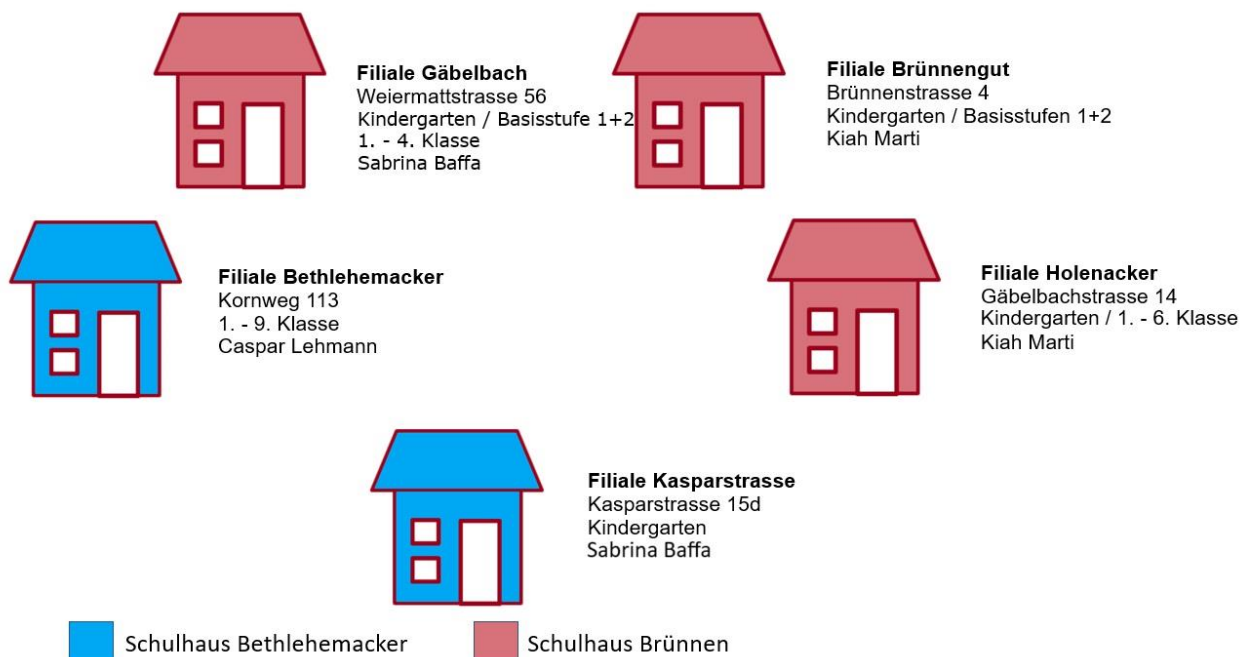 Filiale Gäbelbach
Weiermattstrasse 56
Kindergarten / Basisstufe 1+2
1. - 4. Klasse
Sabrina Baffa
Filiale Brünnengut
Brünnenstrasse 4
Kindergarten / Basisstufen 1+2
Kiah Marti
Filiale Bethlehemacker
Kornweg 113
1. - 9. Klasse
Caspar Lehmann
Filiale Holenacker
Gäbelbachstrasse 14
Kindergarten / 1. - 6. Klasse
Kiah Marti
Filiale Kasparstrasse
Kasparstrasse 15d
Kindergarten
Sabrina Baffa
Schulhaus Bethlehemacker
Schulhaus Brünnen